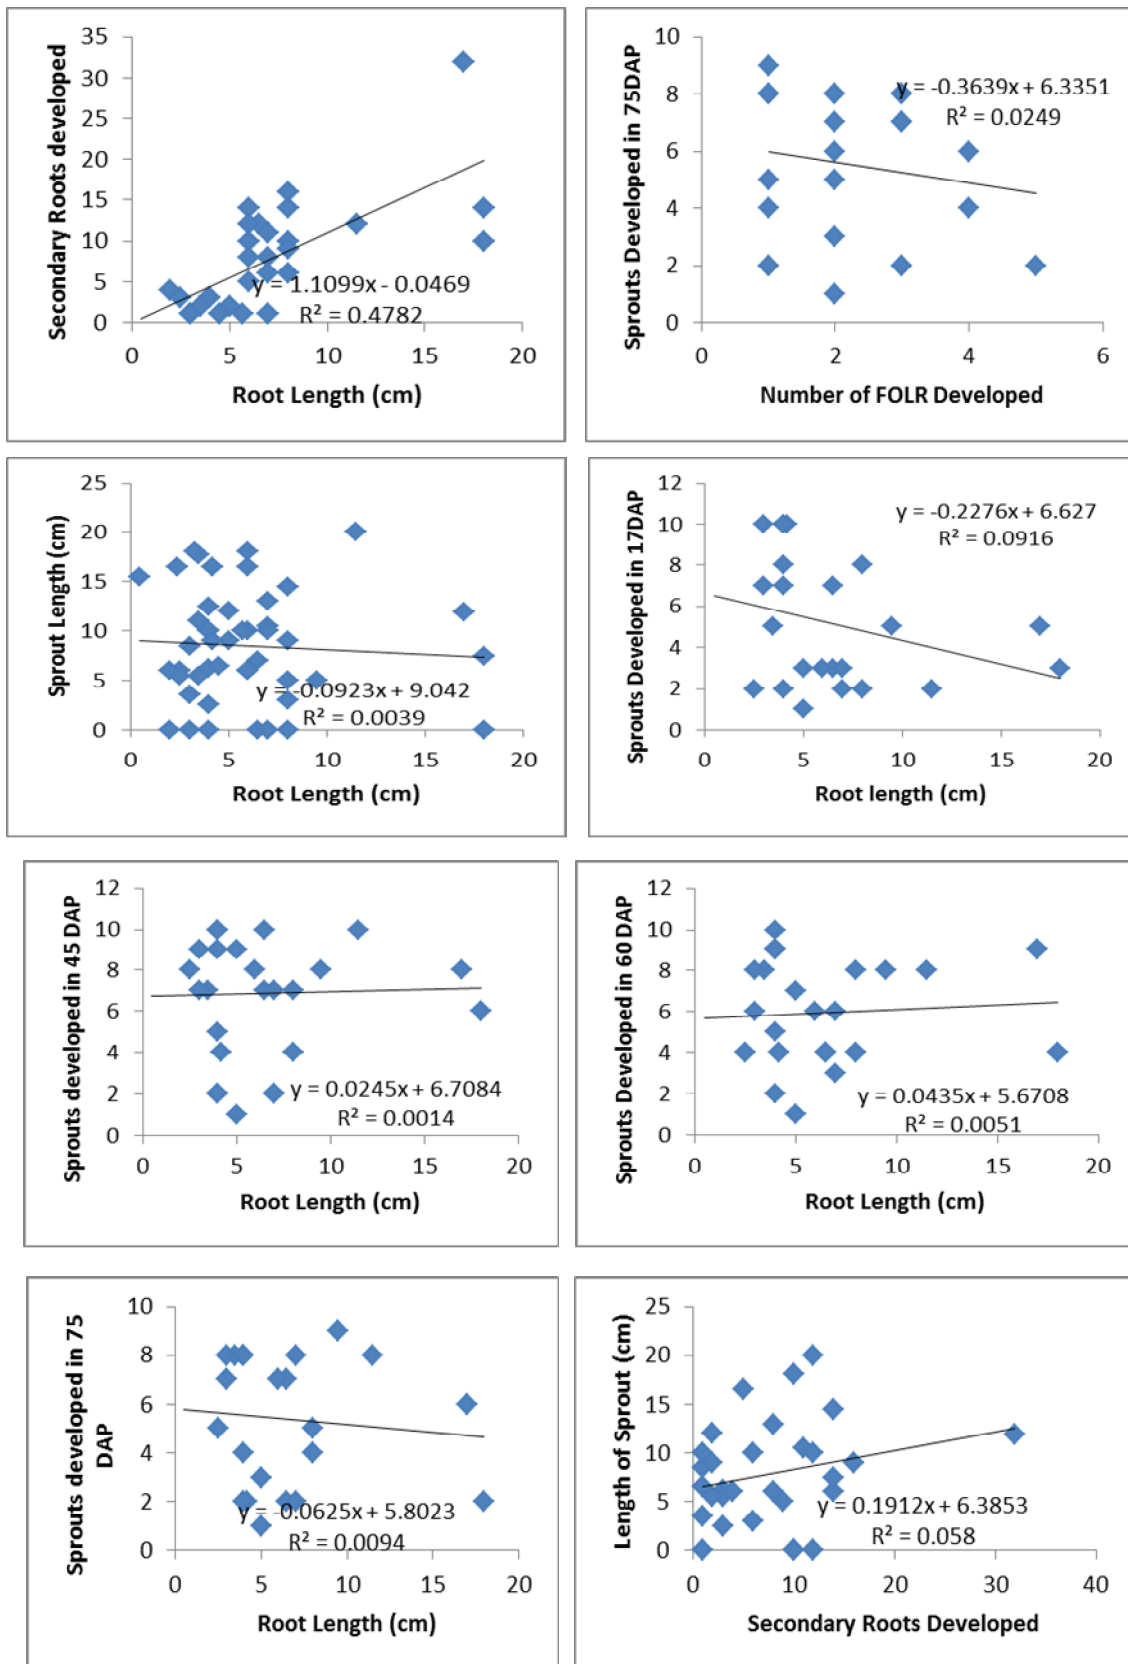 Secondary Roots developed
35
30
25
20
15
10
5
0
y = 1.1099x - 0.0469
R² = 0.4782
0 5 10 15 20
Root Length (cm)
Sprouts Developed in 75DAP
10
8
6
4
2
0
y = -0.3639x + 6.3351
R² = 0.0249
0 2 4 6
Number of FOLR Developed
Sprout Length (cm)
25
20
15
10
5
0
y = -0.0923x + 9.042
R² = 0.0039
0 5 10 15 20
Root Length (cm)
Sprouts Developed in 17DAP
12
10
8
6
4
2
0
y = -0.2276x + 6.627
R² = 0.0916
0 5 10 15 20
Root length (cm)
Sprouts developed in 45 DAP
12
10
8
6
4
2
0
y = 0.0245x + 6.7084
R² = 0.0014
0 5 10 15 20
Root Length (cm)
Sprouts Developed in 60 DAP
12
10
8
6
4
2
0
y = 0.0435x + 5.6708
R² = 0.0051
0 5 10 15 20
Root Length (cm)
Sprouts developed in 75
DAP
10
8
6
4
2
0
y = -0.0625x + 5.8023
R² = 0.0094
0 5 10 15 20
Root Length (cm)
Length of Sprout (cm)
25
20
15
10
5
0
y = 0.1912x + 6.3853
R² = 0.058
0 10 20 30 40
Secondary Roots Developed